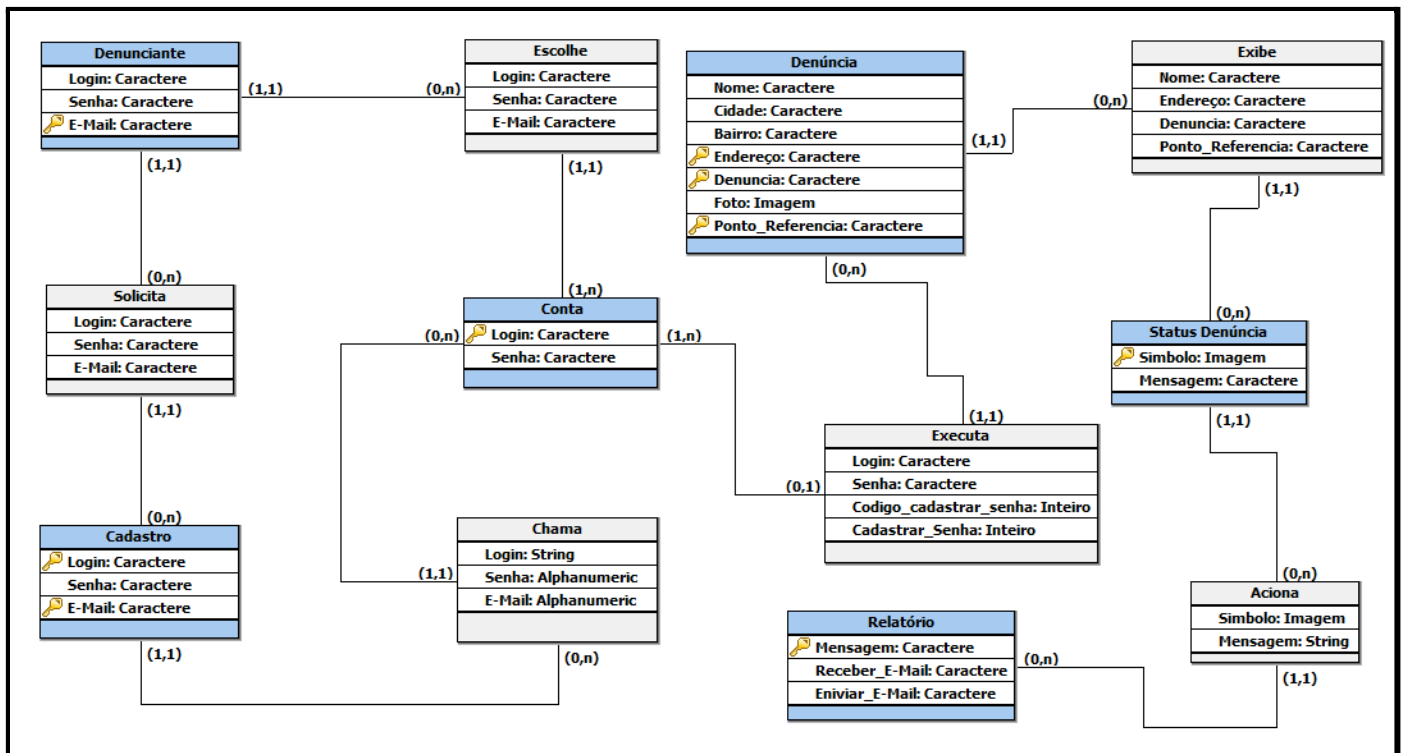 Denunciante
Login: Caractere
Senha: Caractere
E-Mail: Caractere
(1,1)
(0,n)
(1,1)
Escolhe
Login: Caractere
Senha: Caractere
E-Mail: Caractere
(1,1)
Denúncia
Nome: Caractere
Cidade: Caractere
Bairro: Caractere
Endereço: Caractere
Denuncia: Caractere
Foto: Imagem
Ponto_Referencia: Caractere
(1,1)
(0,n)
(0,n)
Exibe
Nome: Caractere
Endereço: Caractere
Denuncia: Caractere
Ponto_Referencia: Caractere
(1,1)
(0,n)
Solicita
Login: Caractere
Senha: Caractere
E-Mail: Caractere
(1,1)
(1,n)
Conta
Login: Caractere
Senha: Caractere
(0,n)
(1,n)
(0,n)
Status Denúncia
Simbolo: Imagem
Mensagem: Caractere
(1,1)
(1,1)
Executa
Login: Caractere
Senha: Caractere
Codigo_cadastrar_senha: Inteiro
Cadastrar_Senha: Inteiro
(0,1)
(0,n)
Cadastro
Login: Caractere
Senha: Caractere
E-Mail: Caractere
(1,1)
Chama
Login: String
Senha: Alphanumeric
E-Mail: Alphanumeric
(1,1)
(0,n)
Relatório
Mensagem: Caractere
Receber_E-Mail: Caractere
Eniviar_E-Mail: Caractere
(0,n)
(0,n)
Aciona
Simbolo: Imagem
Mensagem: String
(1,1)